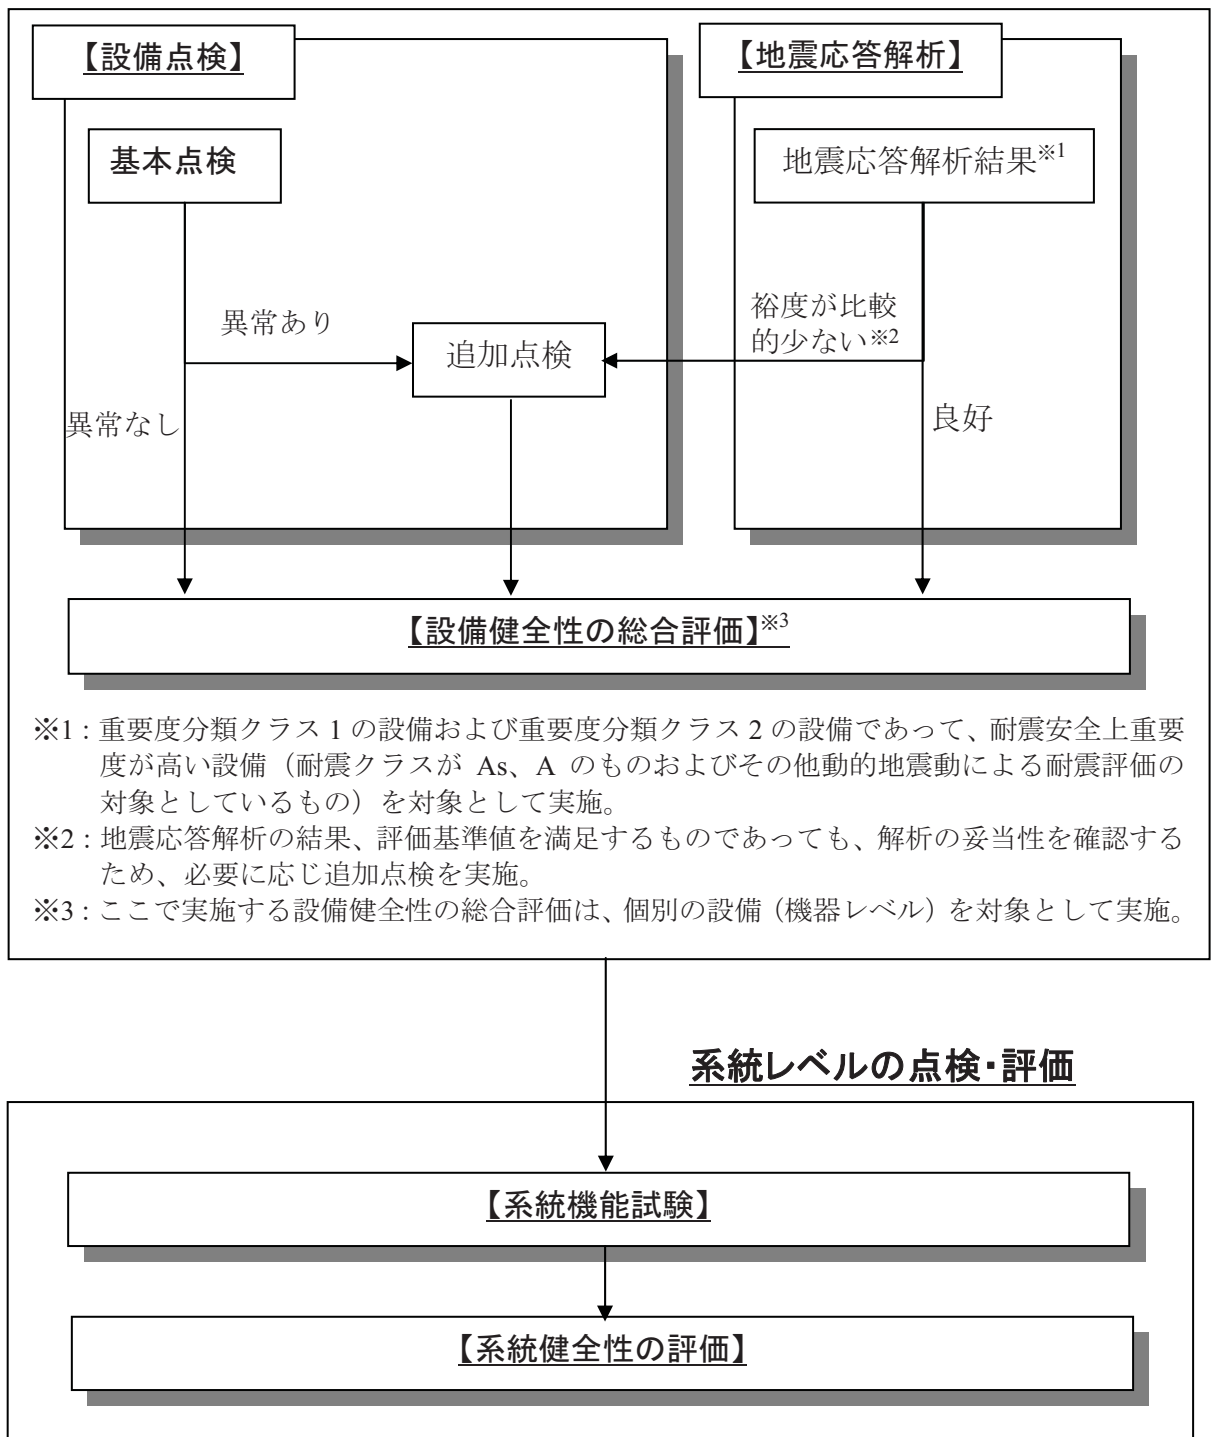 【設備点検】
【地震応答解析】
基本点検
地震応答解析結果※1
異常あり
追加点検
裕度が比較
的少ない※2
異常なし
良好
【設備健全性の総合評価】※3
※1：重要度分類クラス 1 の設備および重要度分類クラス 2 の設備であって、耐震安全上重要
度が高い設備（耐震クラスが As、A のものおよびその他動的地震動による耐震評価の
対象としているもの）を対象として実施。
※2：地震応答解析の結果、評価基準値を満足するものであっても、解析の妥当性を確認する
ため、必要に応じ追加点検を実施。
※3：ここで実施する設備健全性の総合評価は、個別の設備（機器レベル）を対象として実施。
系統レベルの点検・評価
【系統機能試験】
【系統健全性の評価】